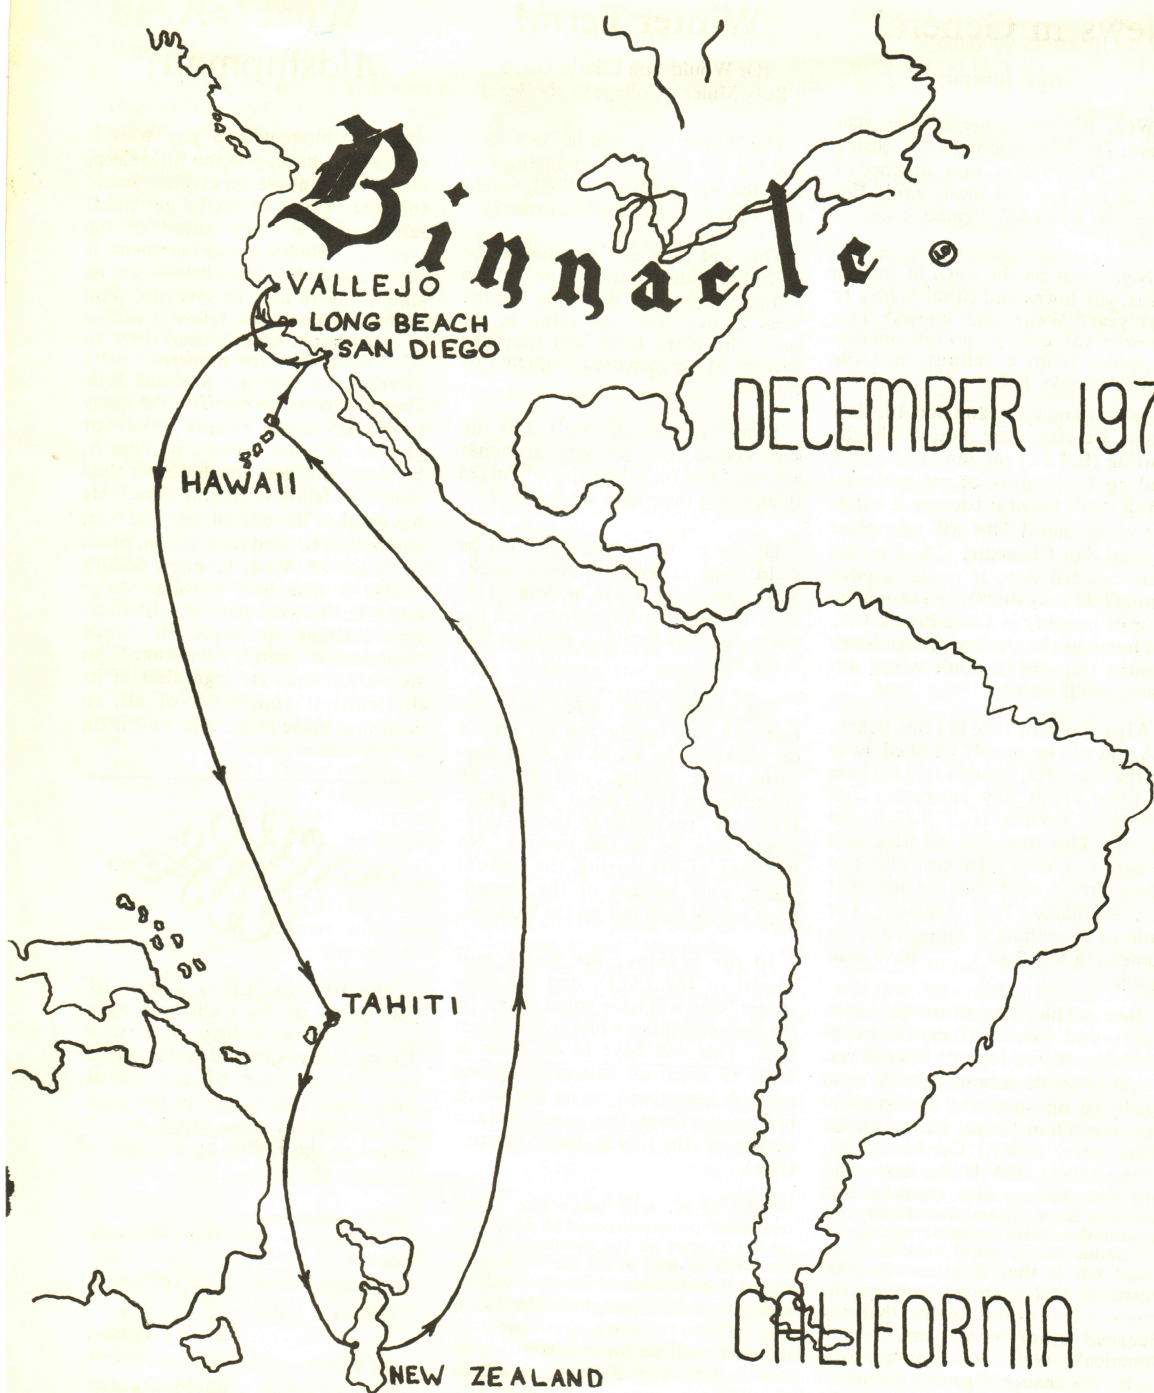 Binnacle
VALLEJO
LONG BEACH
SAN DIEGO
DECEMBER 197
HAWAII
TAHITI
CALIFORNIA
NEW ZEALAND